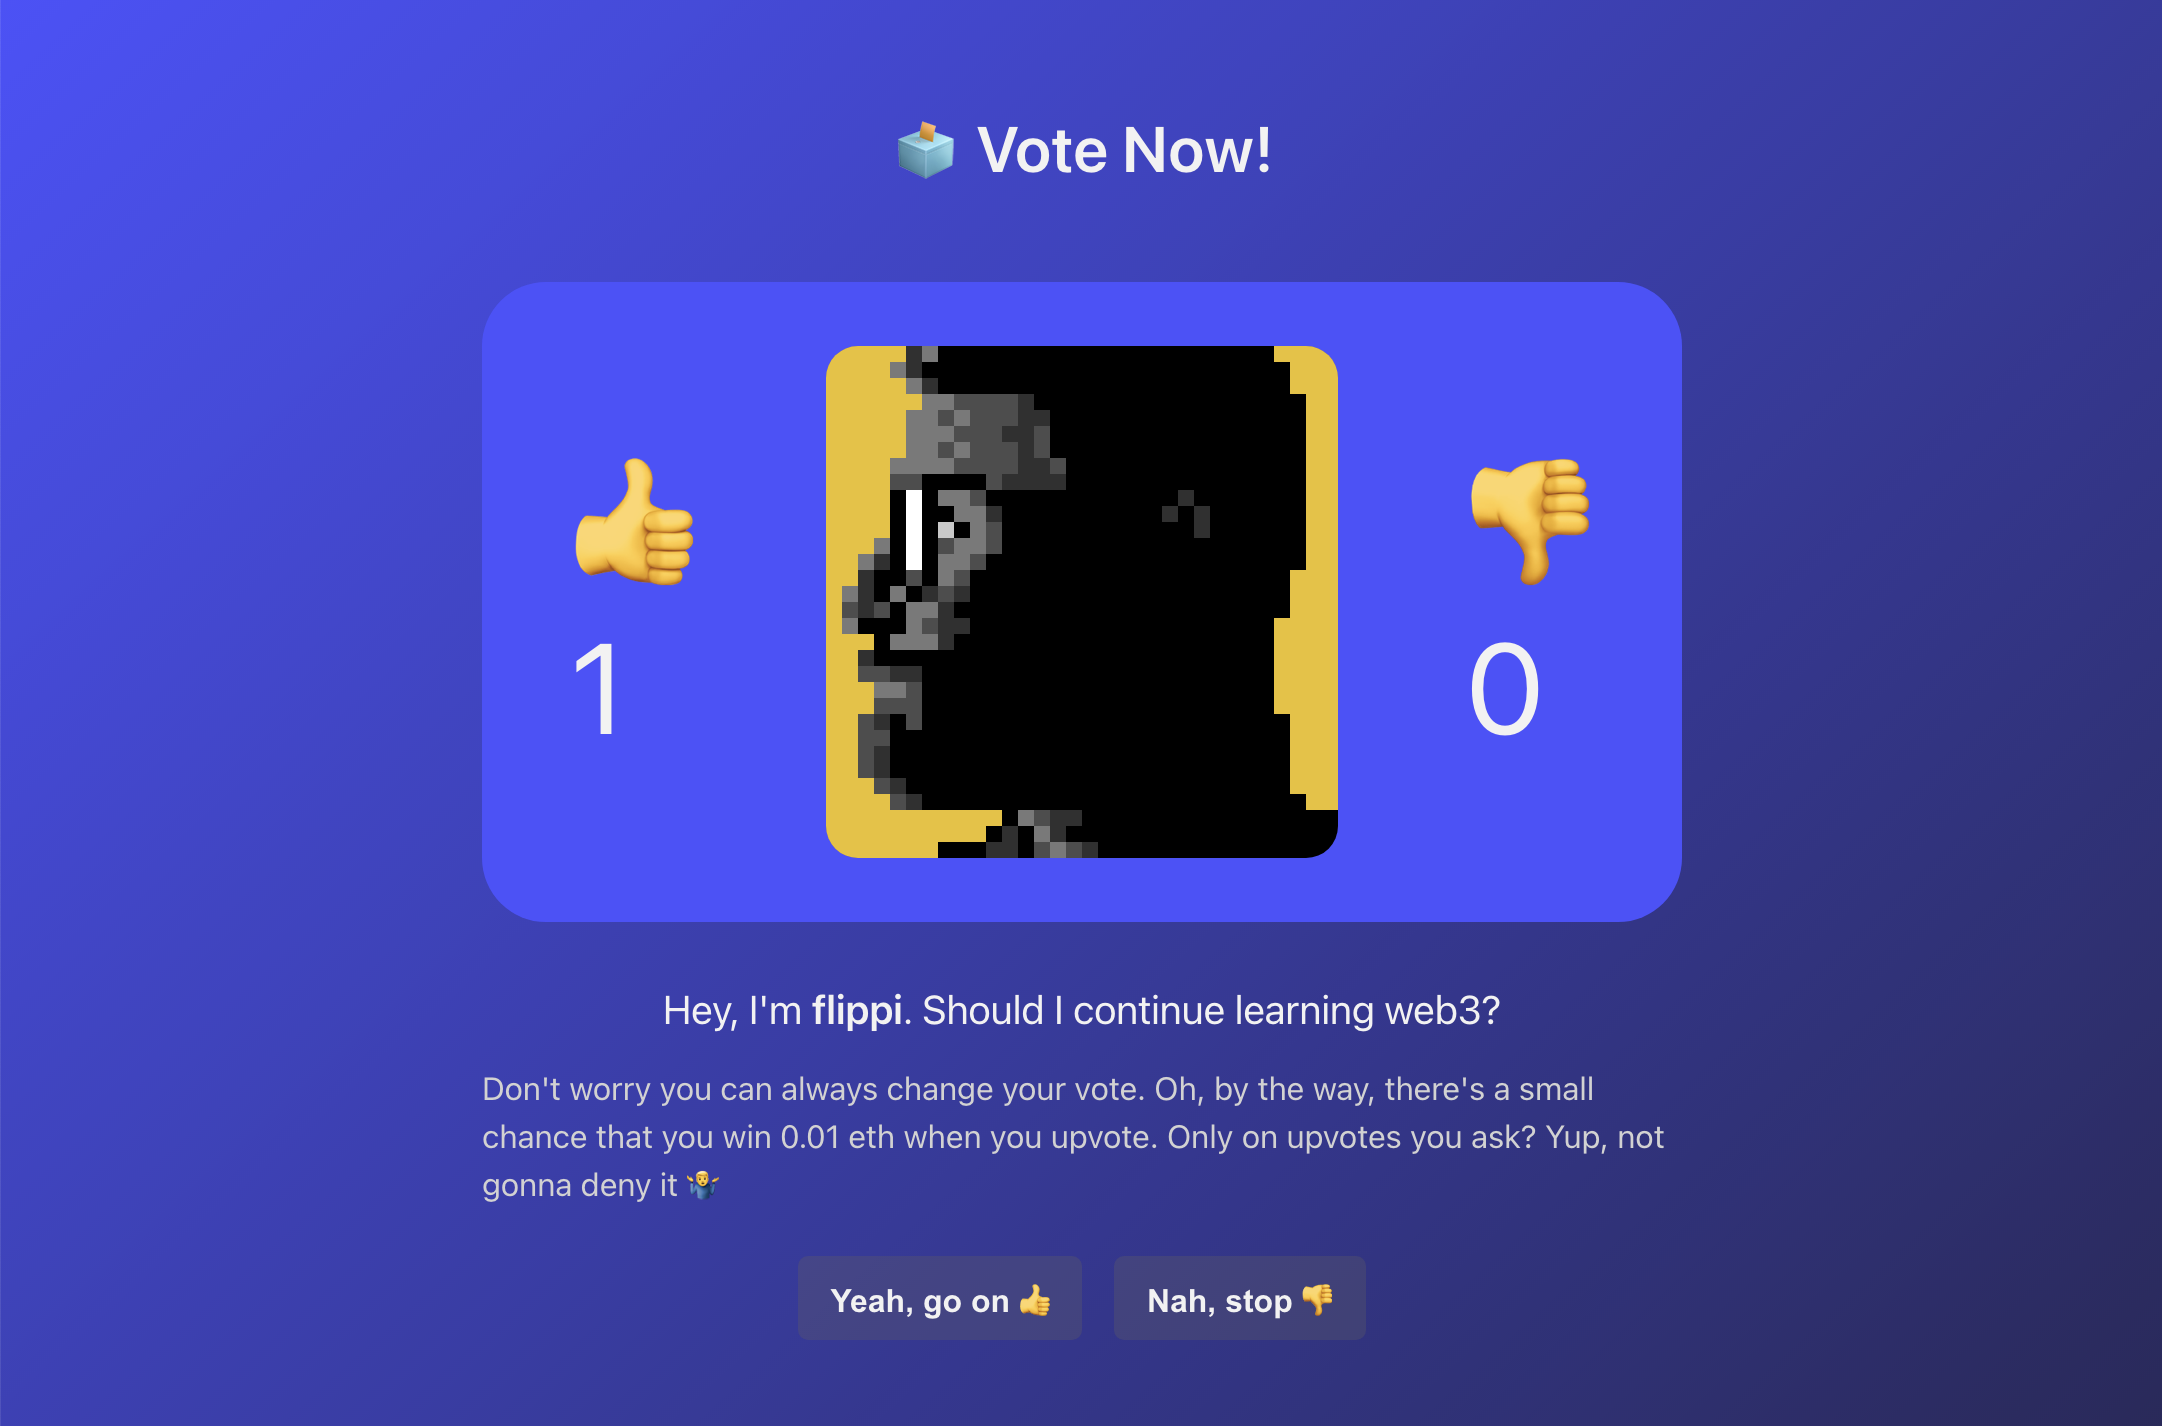 🗳️ Vote Now!
👍
1
👎
0
Hey, I'm flippi. Should I continue learning web3?
Don't worry you can always change your vote. Oh, by the way, there's a small
chance that you win 0.01 eth when you upvote. Only on upvotes you ask? Yup, not
gonna deny it 🤷‍♂️
Yeah, go on 👍
Nah, stop 👎